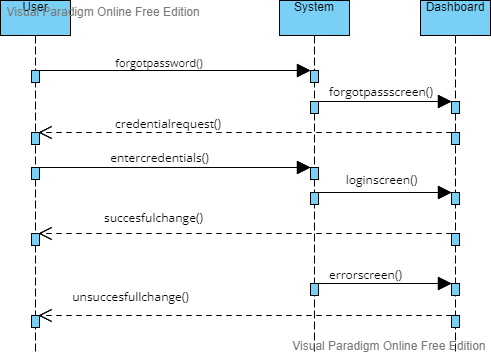 User
System
Dashboard
Visual Paradigm Online Free Edition
forgotpassword()
forgotpassscreen()
credentialrequest()
entercredentials()
loginscreen()
succesfulchange()
errorscreen()
unsuccesfullchange()
Visual Paradigm Online Free Edition